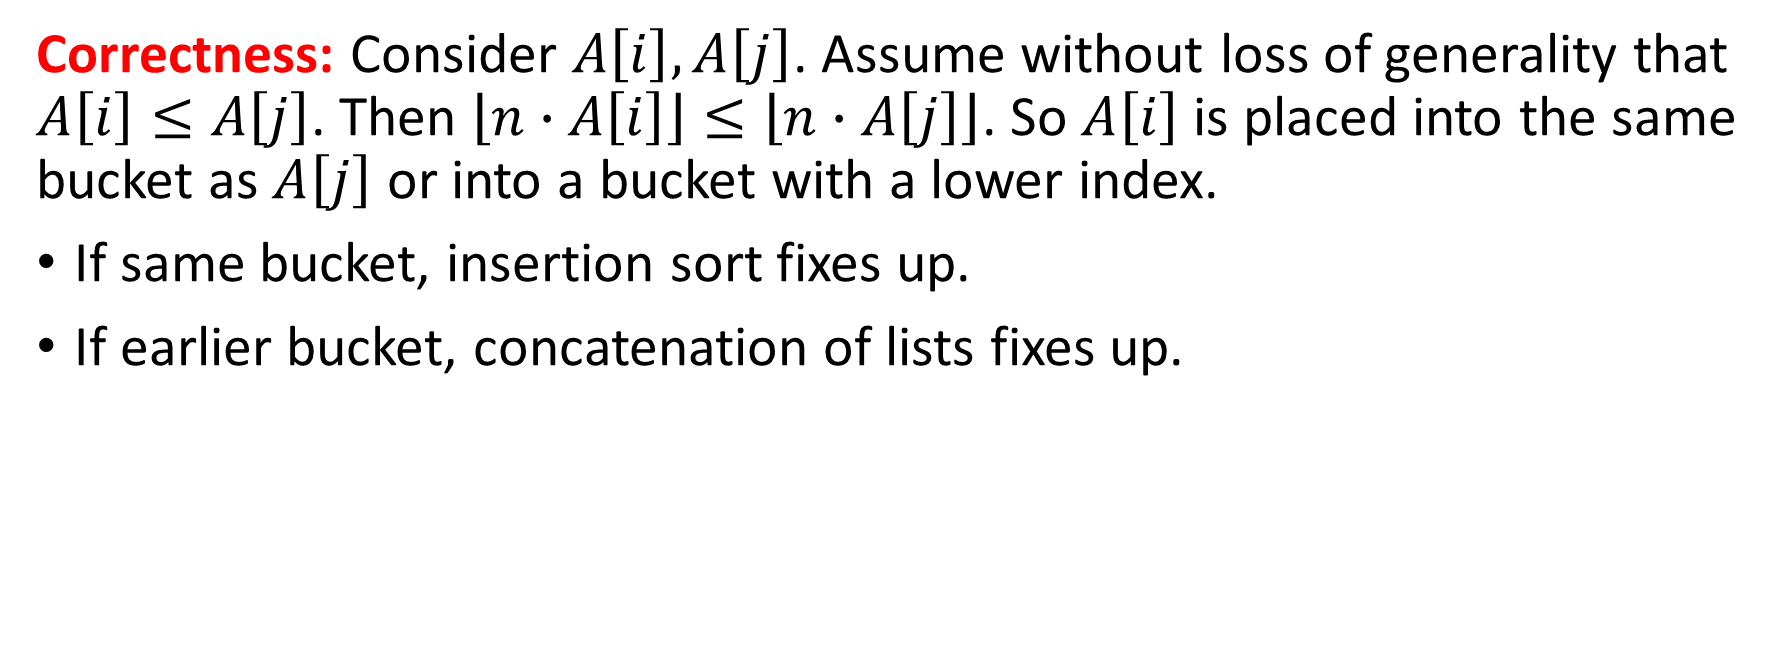 Correctness: Consider A[i], A[j]. Assume without loss of generality that
A[i] ≤ A[j]. Then ⌊n · A[i]⌋ ≤ ⌊n · A[j]⌋. So A[i] is placed into the same
bucket as A[j] or into a bucket with a lower index.
• If same bucket, insertion sort fixes up.
• If earlier bucket, concatenation of lists fixes up.